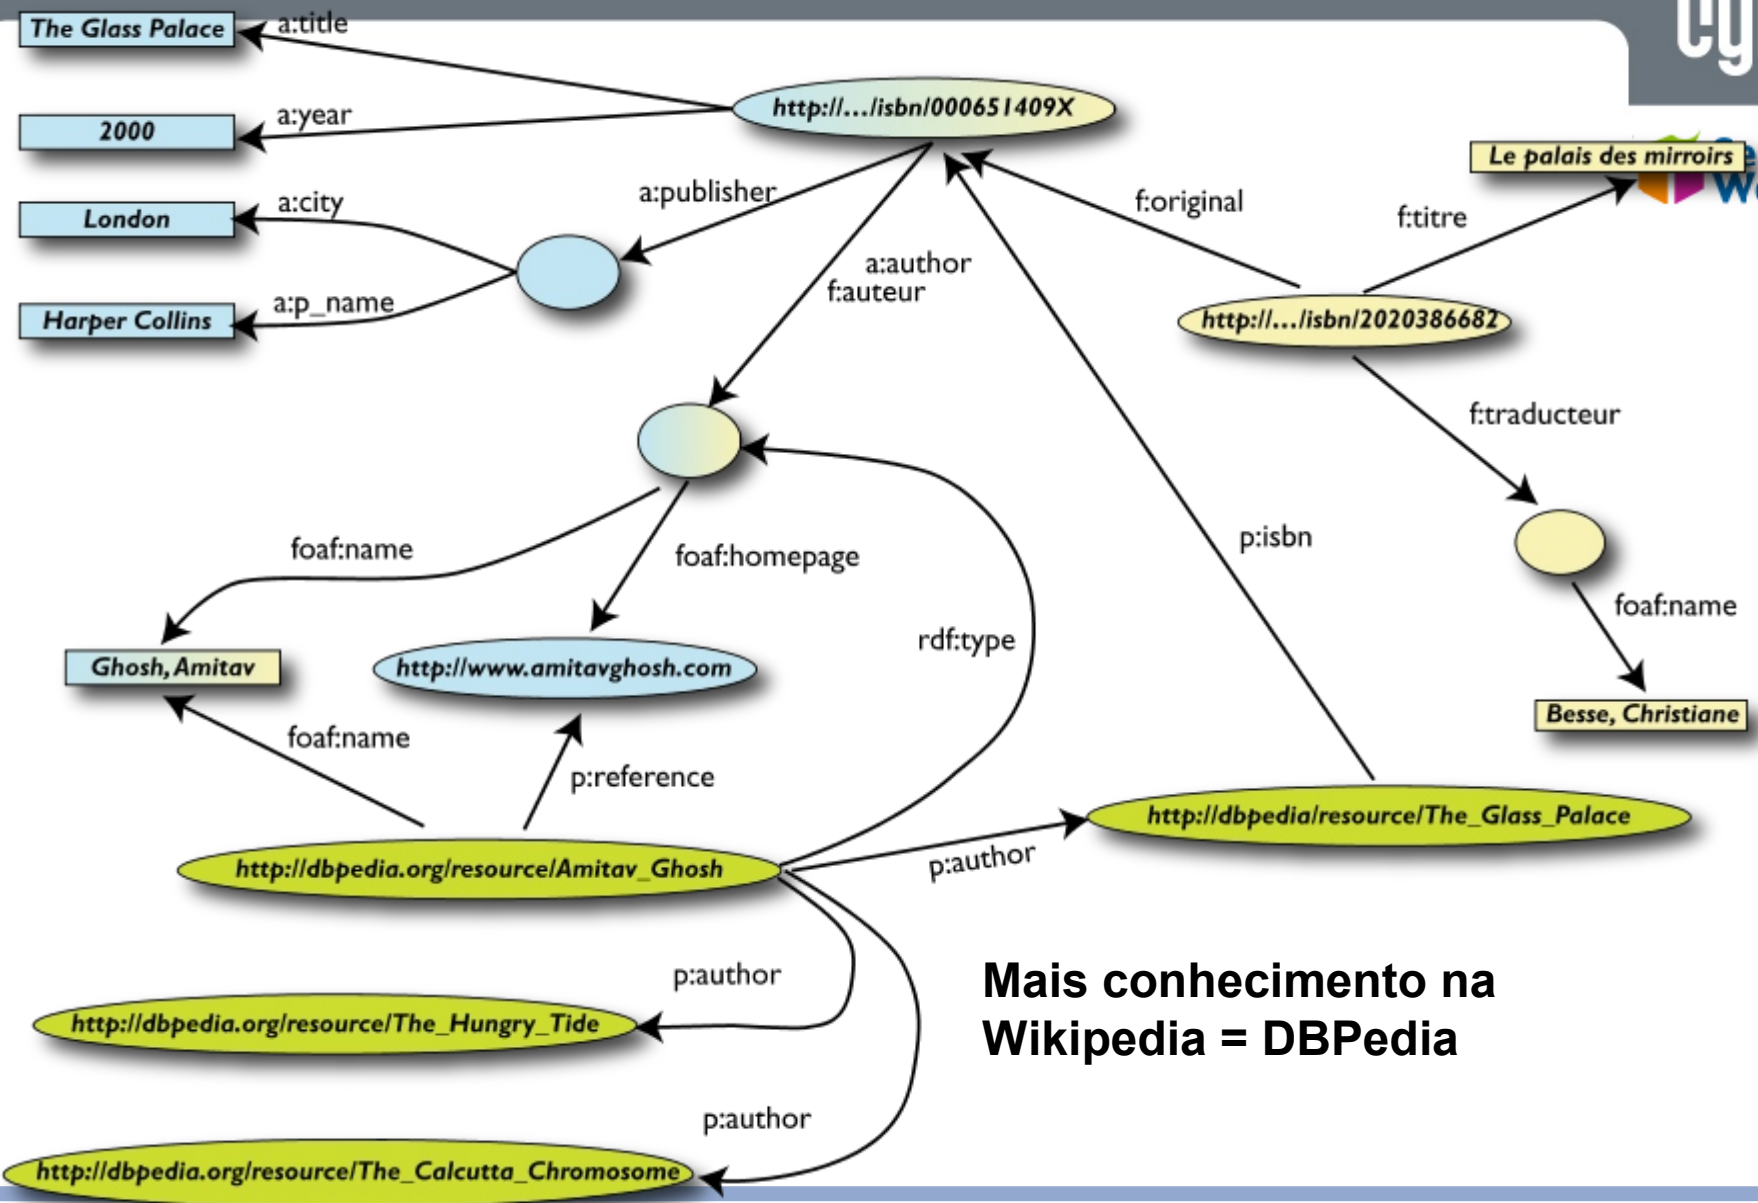 The Glass Palace
a:title
cy
http://.../isbn/000651409X
2000
a:year
Le palais des mirroirs
a:publisher
f:original
London
a:city
f:titre
a:author
f:auteur
Harper Collins
a:p_name
http://.../isbn/2020386682
f:traducteur
foaf:name
foaf:homepage
p:isbn
foaf:name
rdf:type
Ghosh, Amitav
http://www.amitavghosh.com
Besse, Christiane
foaf:name
p:reference
http://dbpedia/resource/The_Glass_Palace
http://dbpedia.org/resource/Amitav_Ghosh
p:author
p:author
Mais conhecimento na
http://dbpedia.org/resource/The_Hungry_Tide
Wikipedia = DBPedia
p:author
http://dbpedia.org/resource/The_Calcutta_Chromosome